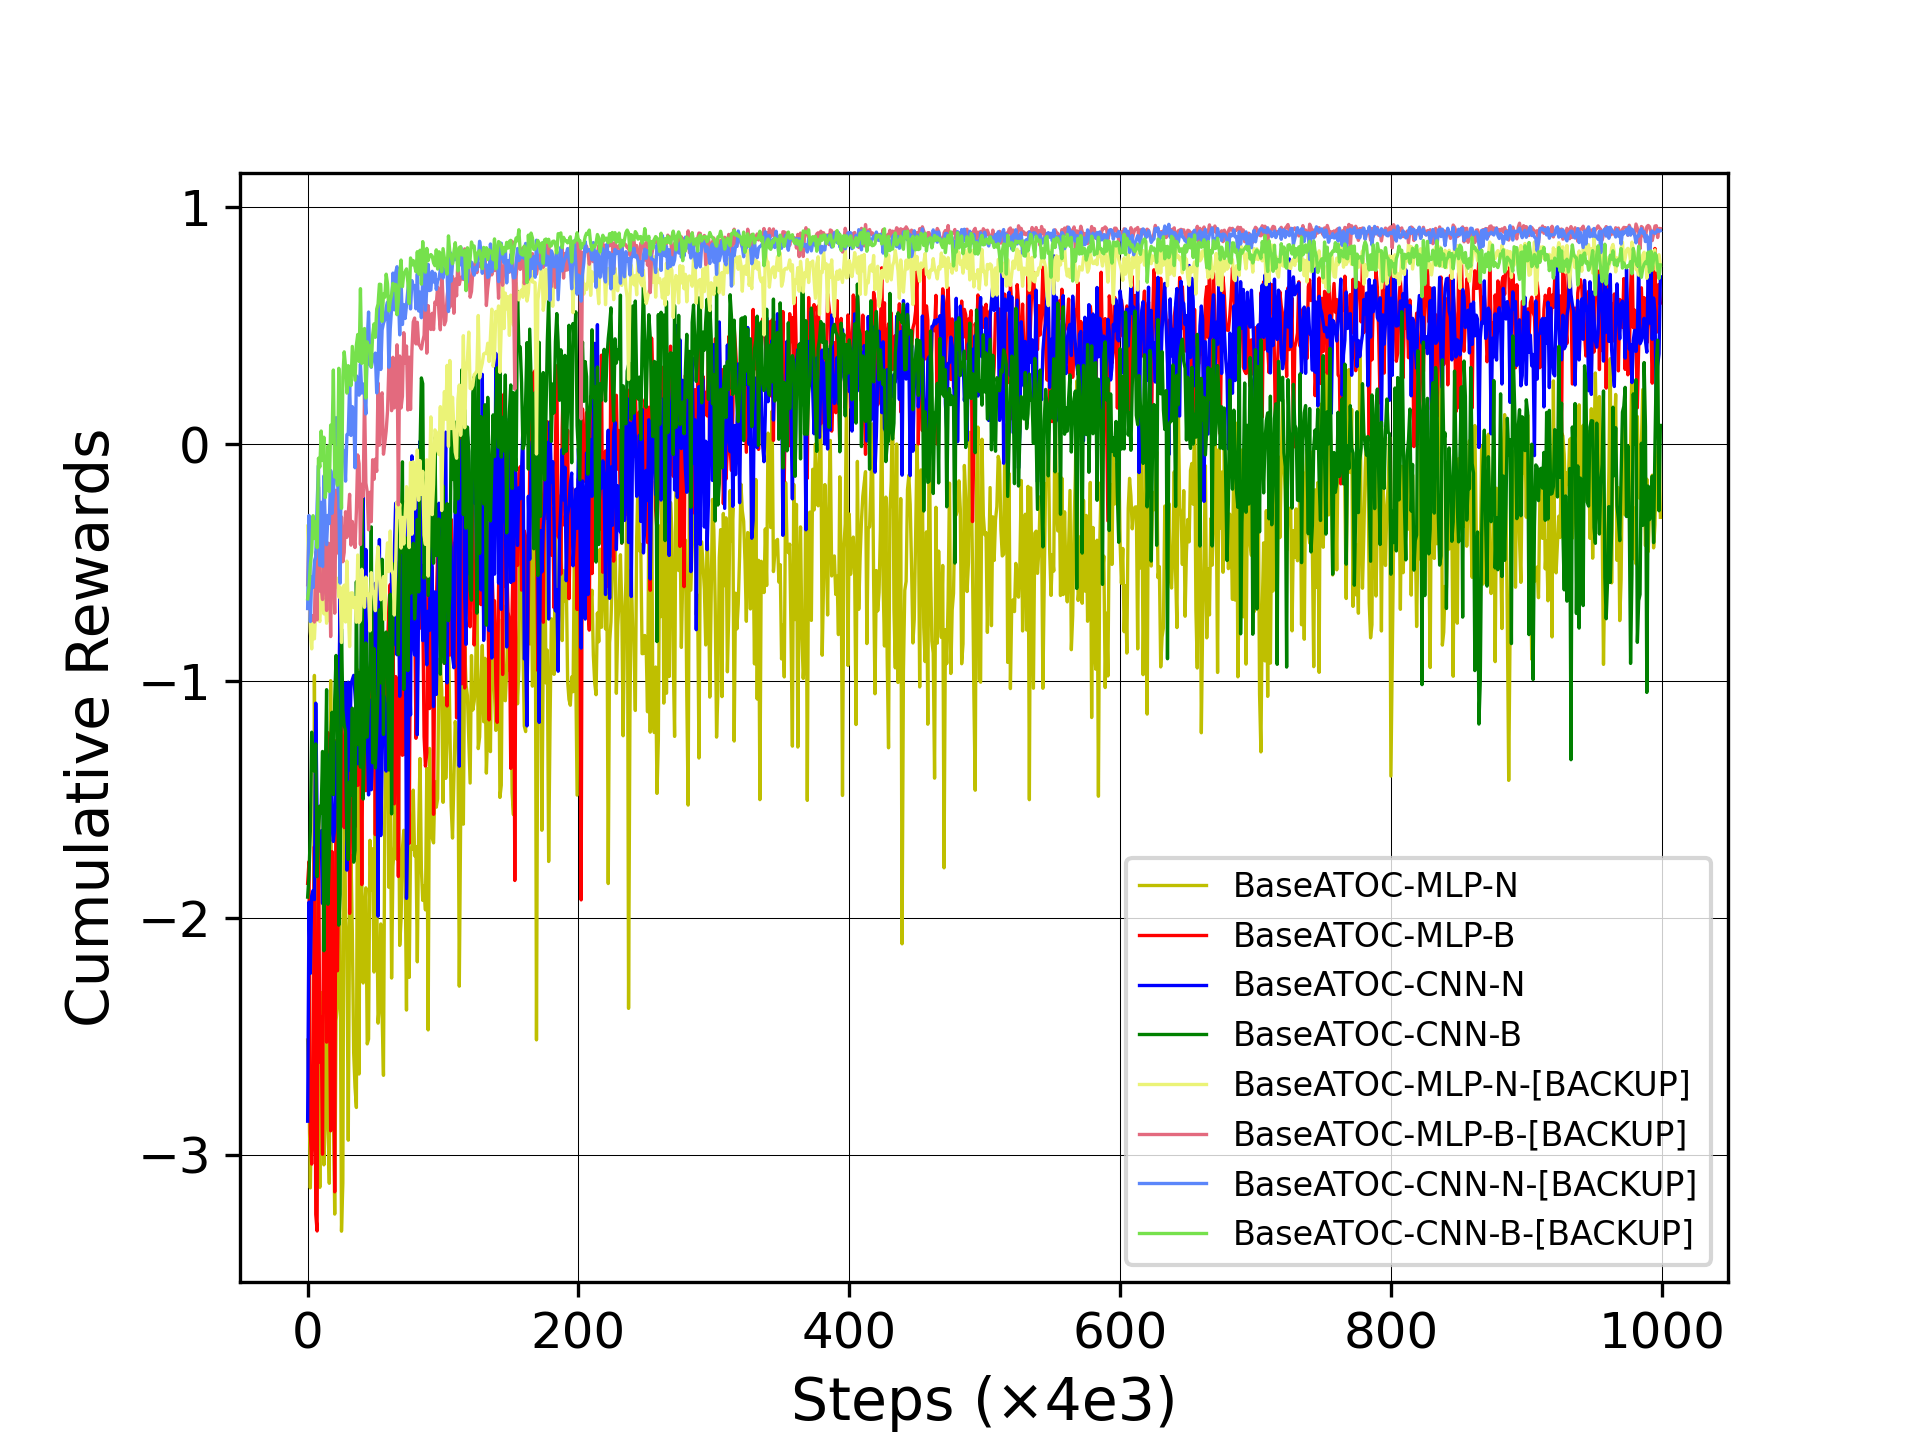 1
0
−1
−2
−3
Cumulative Rewards
BaseATOC-MLP-N
BaseATOC-MLP-B
BaseATOC-CNN-N
BaseATOC-CNN-B
BaseATOC-MLP-N-[BACKUP]
BaseATOC-MLP-B-[BACKUP]
BaseATOC-CNN-N-[BACKUP]
BaseATOC-CNN-B-[BACKUP]
0 200 400 600 800 1000
Steps (×4e3)